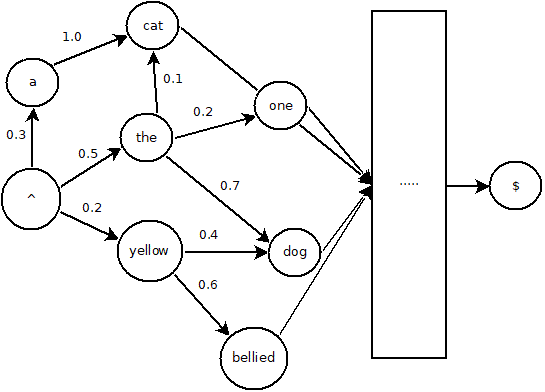 cat
1.0
a
0.1
one
0.2
0.3
the
0.5
0.7
.....
$
^
0.2
yellow
0.4
dog
0.6
bellied